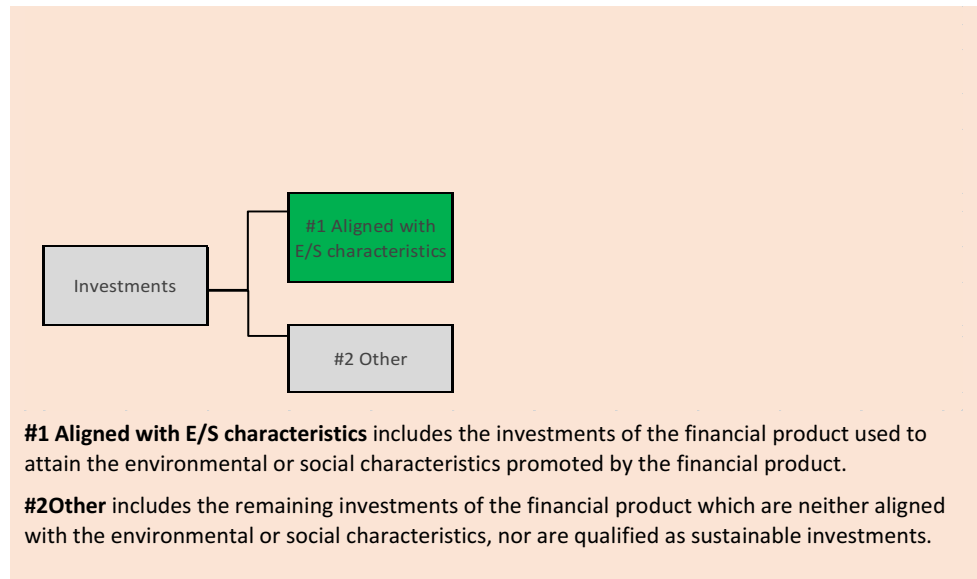 #1 Aligned with
E/S characteristics
Investments
#2 Other
#1 Aligned with E/S characteristics includes the investments of the financial product used to
attain the environmental or social characteristics promoted by the financial product.
#2Other includes the remaining investments of the financial product which are neither aligned
with the environmental or social characteristics, nor are qualified as sustainable investments.